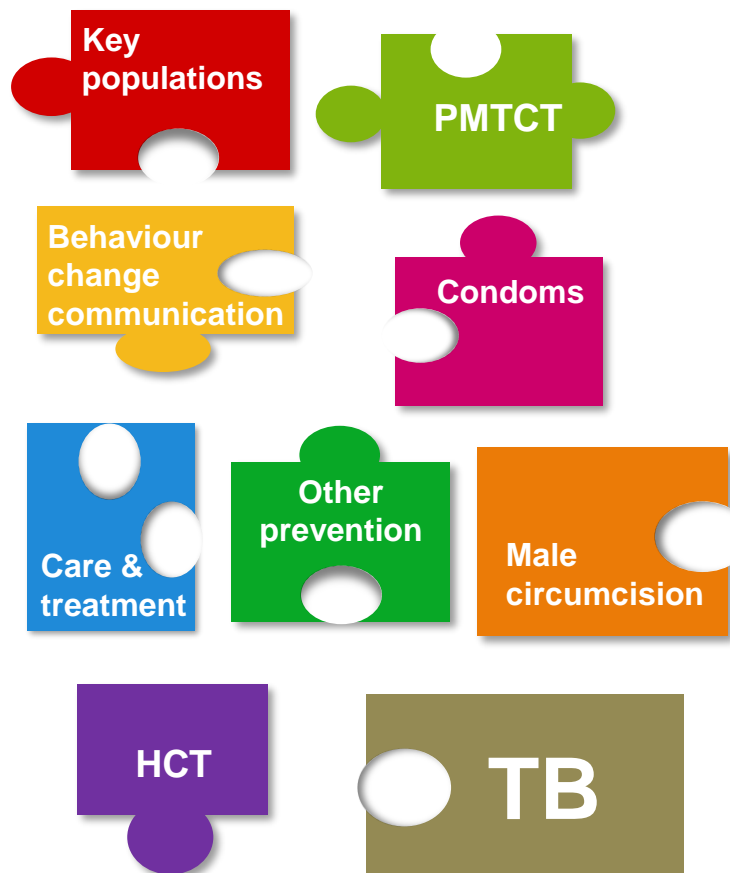 Key
populations
PMTCT
Behaviour
change
communication
Condoms
Care &
treatment
Other
prevention
Male
circumcision
HCT
TB